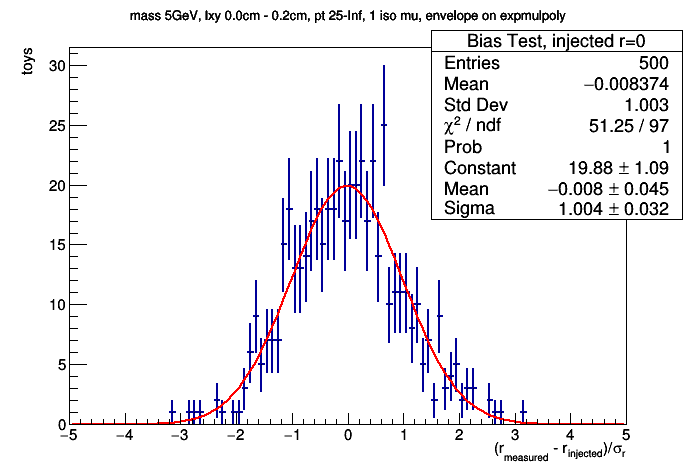 mass 5GeV, lxy 0.0cm - 0.2cm, pt 25-Inf, 1 iso mu, envelope on expmulpoly
toys
Bias Test, injected r=0
Entries 500
Mean −0.008374
Std Dev 1.003
χ² / ndf 51.25 / 97
Prob 1
Constant 19.88 ± 1.09
Mean −0.008 ± 0.045
Sigma 1.004 ± 0.032
30
25
20
15
10
5
0
−5 −4 −3 −2 −1 0 1 2 3 4 5
(r_measured - r_injected)/σ_r